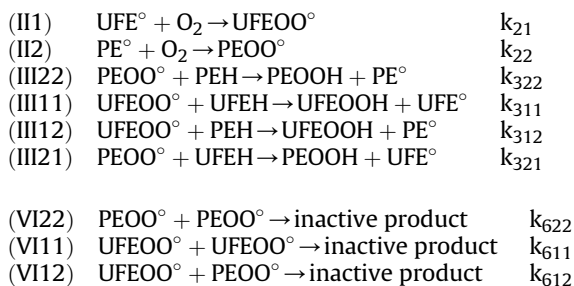 (II1) UFE° + O₂ → UFEOO° k₂₁
(II2) PE° + O₂ → PEOO° k₂₂
(III22) PEOO° + PEH → PEOOH + PE° k₃₂₂
(III11) UFEOO° + UFEH → UFEOOH + UFE° k₃₁₁
(III12) UFEOO° + PEH → UFEOOH + PE° k₃₁₂
(III21) PEOO° + UFEH → PEOOH + UFE° k₃₂₁
(VI22) PEOO° + PEOO° → inactive product k₆₂₂
(VI11) UFEOO° + UFEOO° → inactive product k₆₁₁
(VI12) UFEOO° + PEOO° → inactive product k₆₁₂